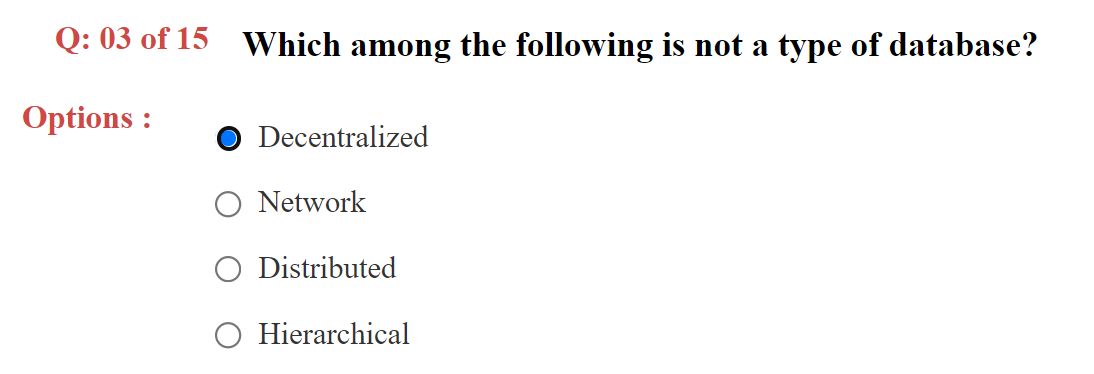 Q: 03 of 15 Which among the following is not a type of database?
Options :
Decentralized
Network
Distributed
Hierarchical